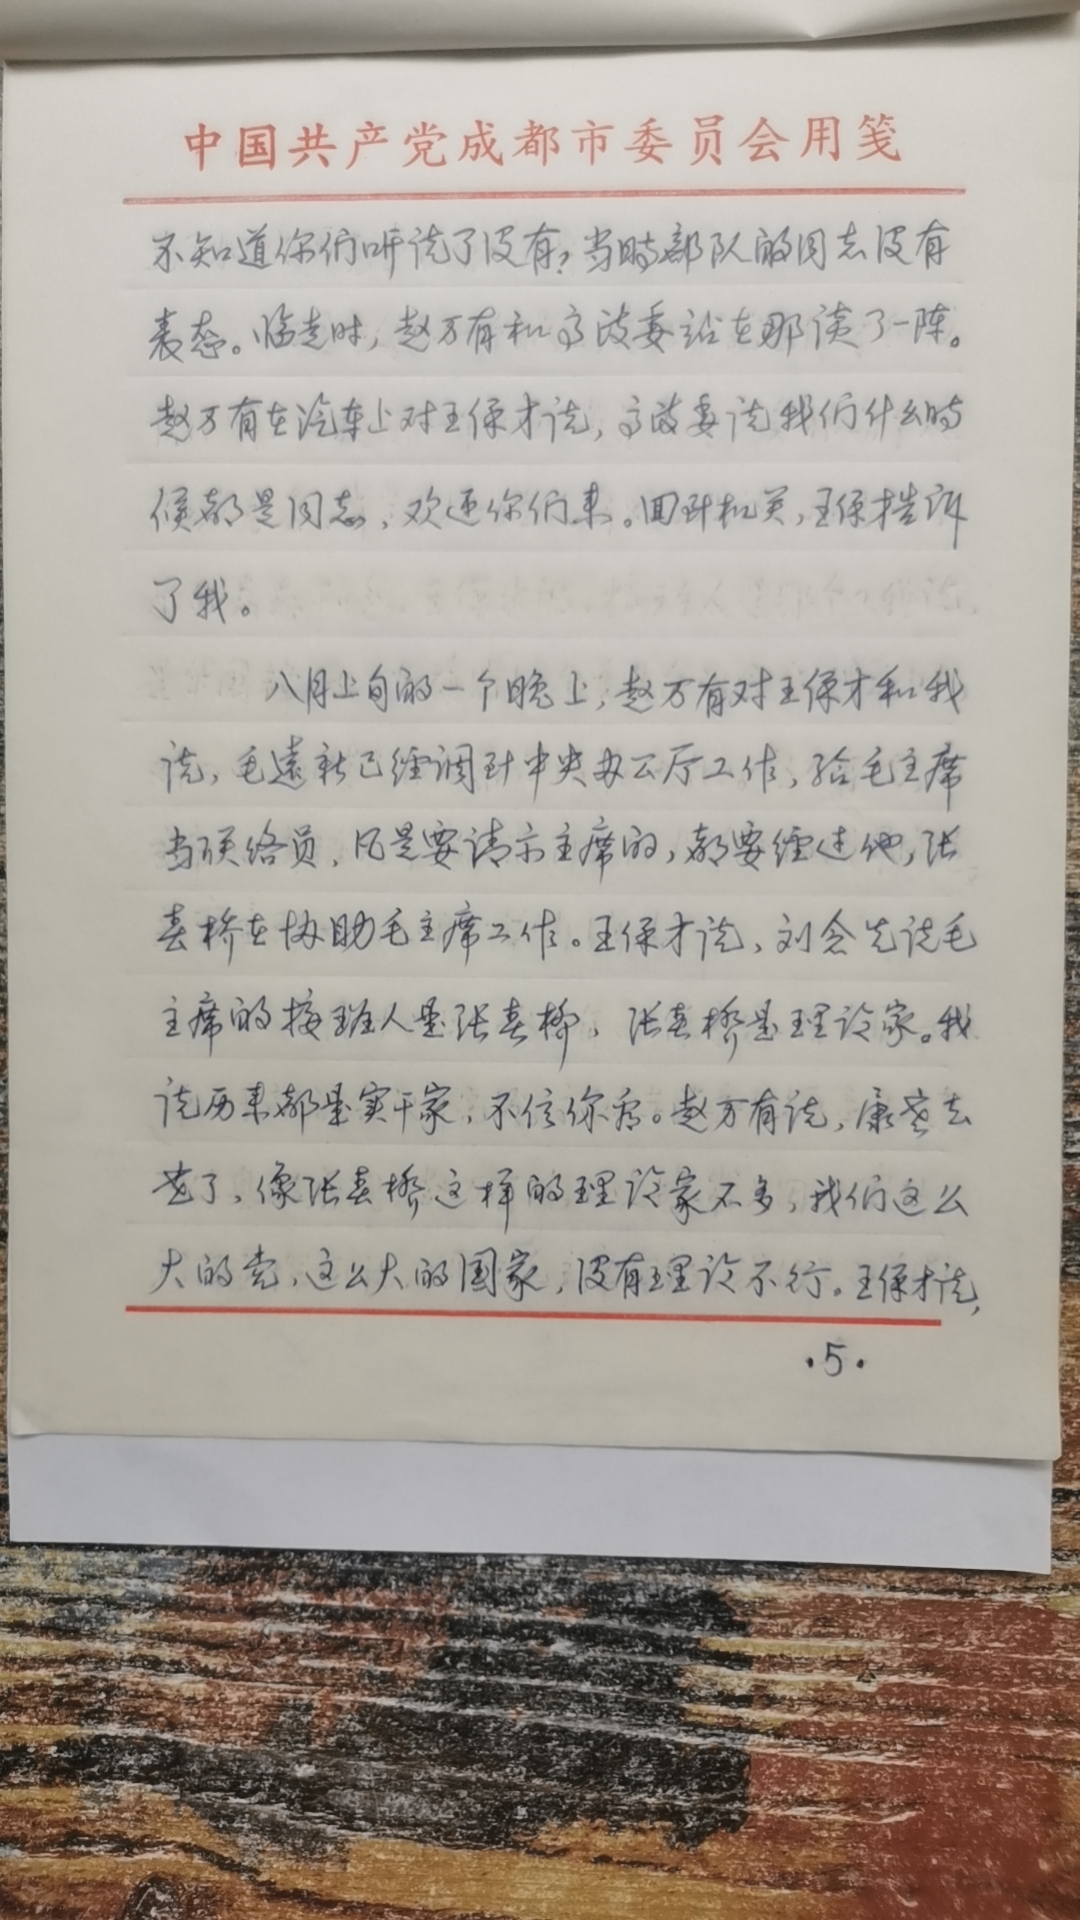 中国共产党成都市委员会用笺
不知道你们听说了没有？当时部队的同志没有
表态。临走时，赵万有和高政委站在那谈了一阵。
赵万有在汽车上对王保才说，高政委说我们什么时
候都是同志，欢迎你们来。回到机关，王保才告诉
了我。
八月上旬的一个晚上，赵万有对王保才和我
说，毛远新已经调到中央办公厅工作，给毛主席
当联络员，凡是要请示主席的，都要经过他，张
春桥在协助毛主席工作。王保才说，刘念先说毛
主席的接班人是张春桥，张春桥是理论家。我
说历来都是实干家，不信你看。赵万有说，康老去
世了，像张春桥这样的理论家不多，我们这么
大的党，这么大的国家，没有理论不行。王保才说，
·5·